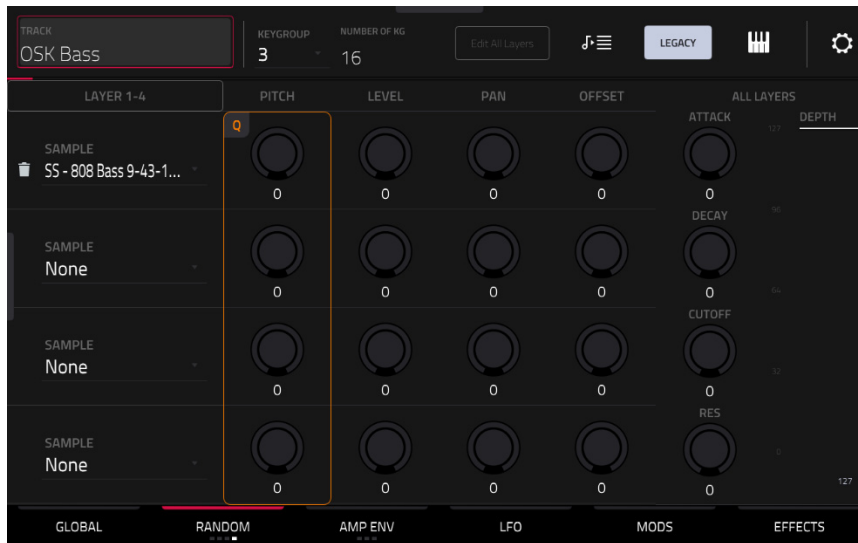 TRACK
OSK Bass
KEYGROUP
3
NUMBER OF KG
16
Edit All Layers
LEGACY
LAYER 1-4
PITCH
LEVEL
PAN
OFFSET
ALL LAYERS
ATTACK
127
DEPTH
Q
SAMPLE
SS - 808 Bass 9-43-1...
0
0
0
0
0
DECAY
96
SAMPLE
None
0
0
0
0
0
64
CUTOFF
SAMPLE
None
0
0
0
0
0
32
RES
SAMPLE
None
0
0
0
0
0
0
127
GLOBAL
RANDOM
AMP ENV
LFO
MODS
EFFECTS